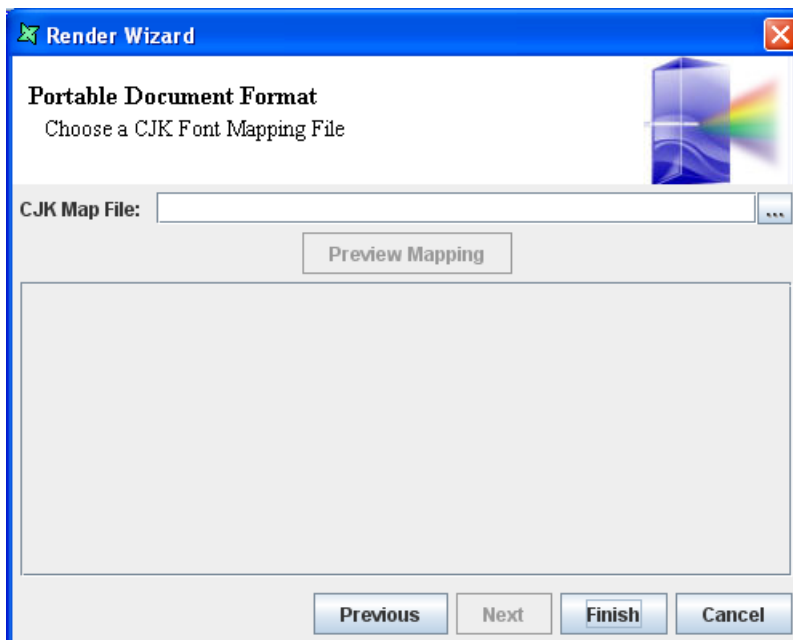 Render Wizard
Portable Document Format
Choose a CJK Font Mapping File
CJK Map File:
...
Preview Mapping
Previous Next Finish Cancel